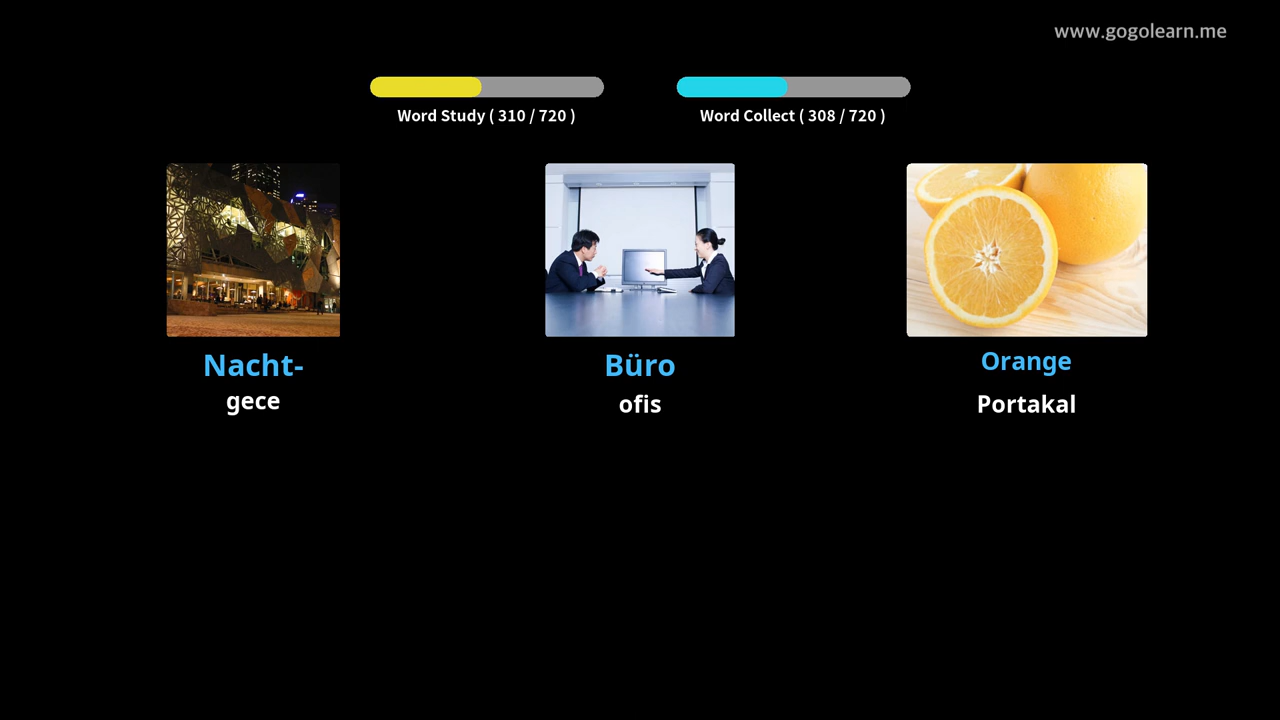 www.gogolearn.me
Word Study ( 310 / 720 )
Word Collect ( 308 / 720 )
Nacht-
gece
Büro
ofis
Orange
Portakal